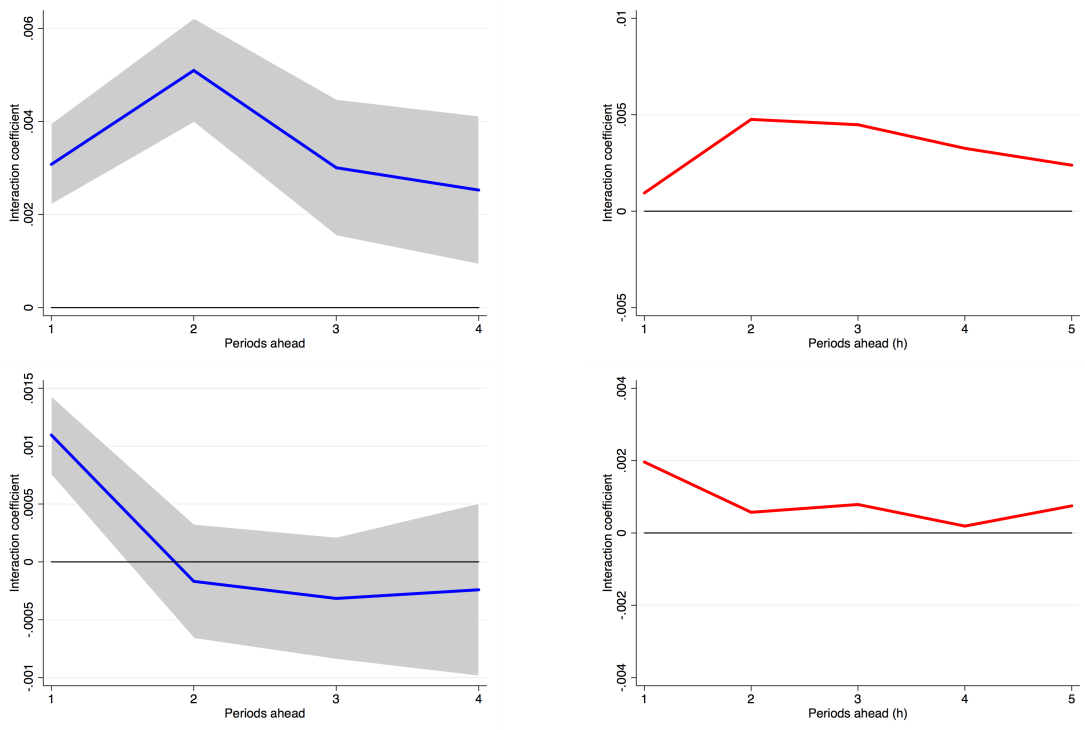 Interaction coefficient
.006
.004
.002
0
1 2 3 4
Periods ahead
Interaction coefficient
.01
.005
0
-.005
1 2 3 4 5
Periods ahead (h)
Interaction coefficient
.0015
.001
.0005
0
-.0005
-.001
1 2 3 4
Periods ahead
Interaction coefficient
.004
.002
0
-.002
-.004
1 2 3 4 5
Periods ahead (h)